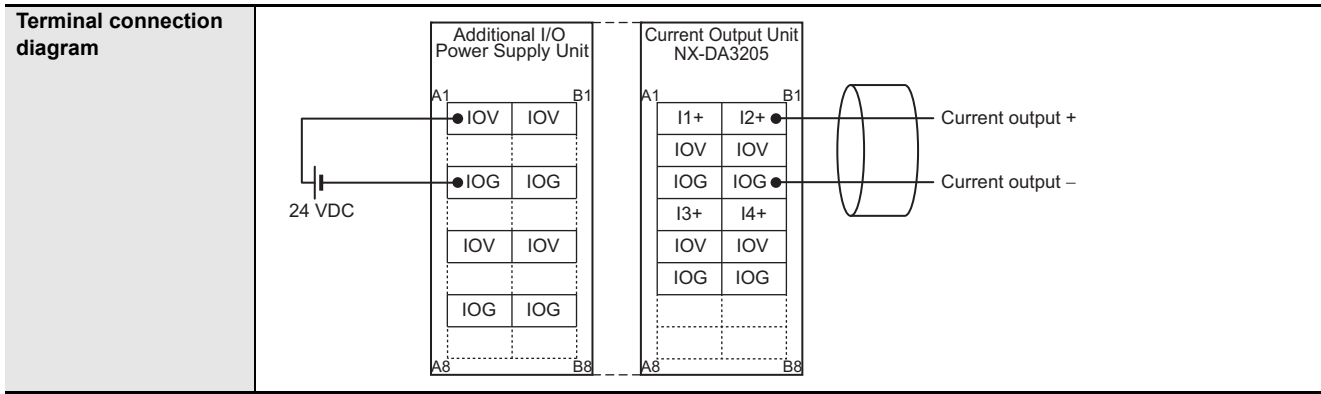 Terminal connection
diagram
Additional I/O
Power Supply Unit
A1 B1
IOV IOV
IOG IOG
IOV IOV
IOG IOG
A8 B8
24 VDC
Current Output Unit
NX-DA3205
A1 B1
I1+ I2+
IOV IOV
IOG IOG
I3+ I4+
IOV IOV
IOG IOG
A8 B8
Current output +
Current output −